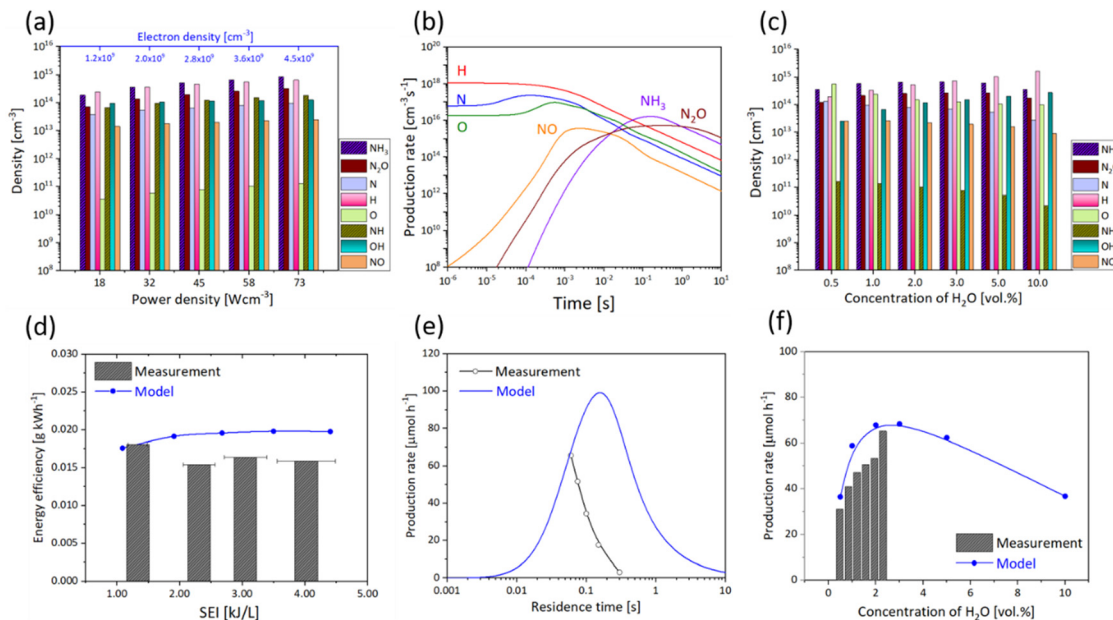 (a)
Electron density [cm⁻³]
1.2x10⁹ 2.0x10⁹ 2.8x10⁹ 3.6x10⁹ 4.5x10⁹
10¹⁶
10¹⁵
10¹⁴
10¹³
10¹²
10¹¹
10¹⁰
10⁹
10⁸
Density [cm⁻³]
NH₃
N₂O
N
H
O
NH
OH
NO
18 32 45 58 73
Power density [Wcm⁻³]
(b)
10²⁰
10¹⁸
10¹⁶
10¹⁴
10¹²
10¹⁰
10⁸
Production rate [cm⁻³ s⁻¹]
H
N
O
NO
NH₃
N₂O
10⁻⁶ 10⁻⁵ 10⁻⁴ 10⁻³ 10⁻² 10⁻¹ 10⁰ 10¹
Time [s]
(c)
10¹⁶
10¹⁵
10¹⁴
10¹³
10¹²
10¹¹
10¹⁰
10⁹
10⁸
Density [cm⁻³]
N
H
O
NH
0.5 1.0 2.0 3.0 5.0 10.0
Concentration of H₂O [vol.%]
(d)
0.030
0.025
0.020
0.015
0.010
0.005
0.000
Energy efficiency [g kWh⁻¹]
Measurement
Model
1.00 2.00 3.00 4.00 5.00
SEI [kJ/L]
(e)
120
100
80
60
40
20
0
Production rate [µmol h⁻¹]
Measurement
Model
0.001 0.01 0.1 1 10
Residence time [s]
(f)
100
80
60
40
20
0
Production rate [µmol h⁻¹]
Measurement
Model
0 2 4 6 8 10
Concentration of H₂O [vol.%]